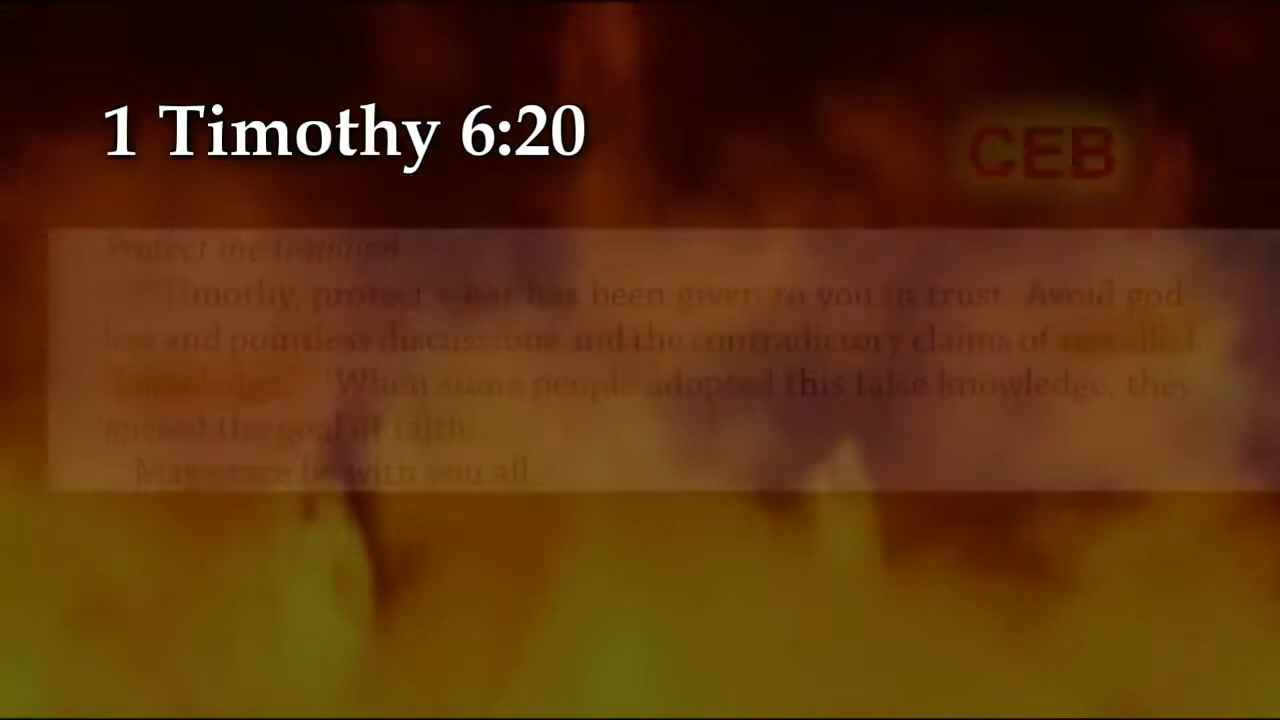 1 Timothy 6:20
CEB
Protect the tradition
Timothy, protect what has been given to you in trust. Avoid god
less and pointless discussions and the contradictory claims of so-called
"knowledge." When some people adopted this false knowledge, they
missed the goal of faith.
May grace be with you all.